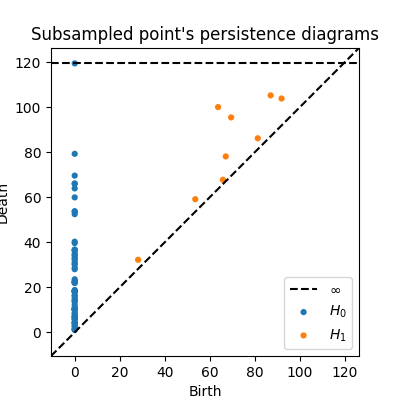 Subsampled point's persistence diagrams
120
100
80
60
40
20
0
Death
∞
H₀
H₁
0 20 40 60 80 100 120
Birth